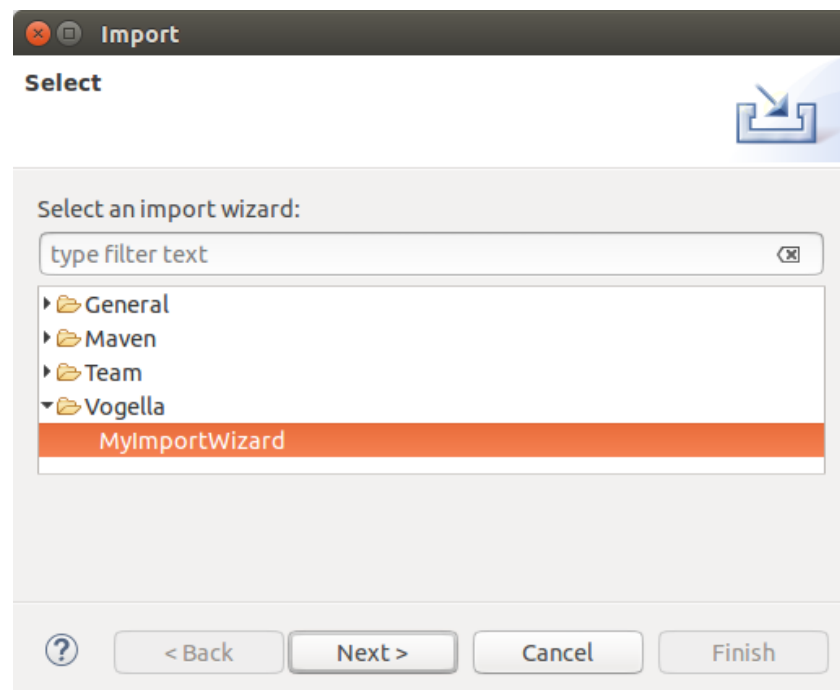 Import
Select
Select an import wizard:
type filter text
General
Maven
Team
Vogella
MyImportWizard
? < Back Next > Cancel Finish